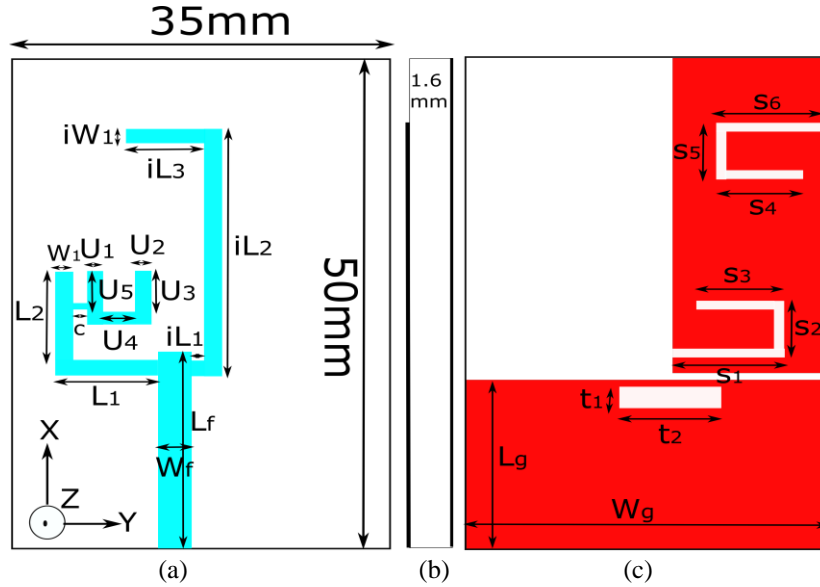 35mm
50mm
iW1
iL3
iL2
W1 U1 U2
L2 U5 U3
c U4 iL1
L1 Lf
Wf
X
Z
Y
(a)
1.6
mm
(b)
s6
s5
s4
s3
s2
s1
t1
t2
Lg
Wg
(c)